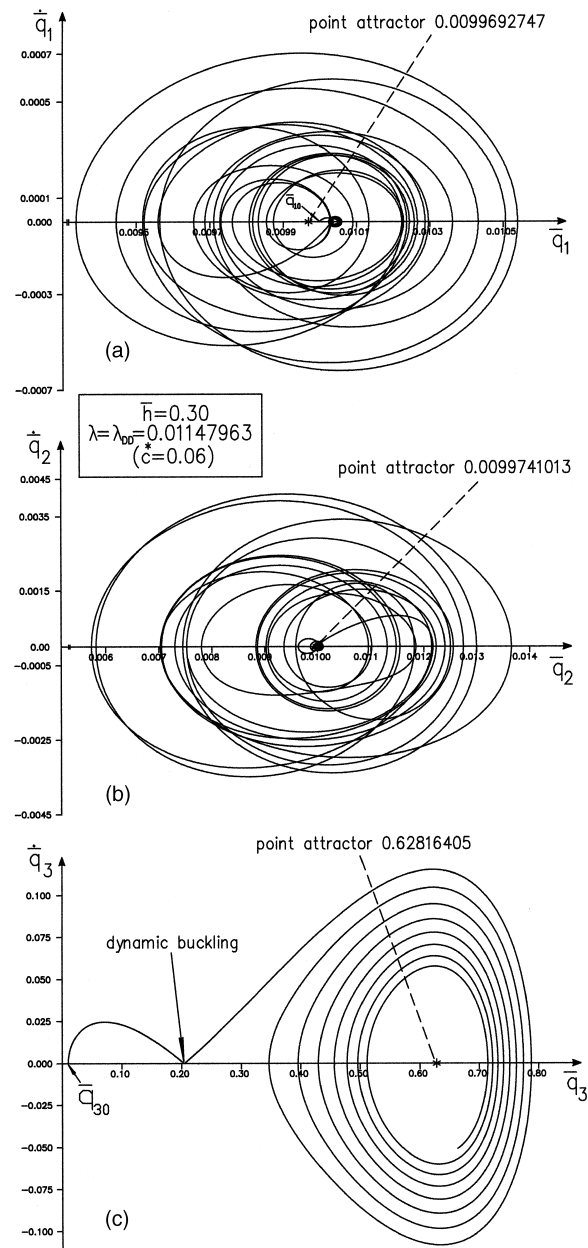 q̇̄₁
point attractor 0.0099692747
0.0007
0.0005
0.0001
0.000
−0.0003
−0.0007
q̄₁₀
0.0095 0.0097 0.0099 0.0101 0.0103 0.0105
q̄₁
(a)
h̄=0.30
λ=λ_DD=0.01147963
(c*=0.06)
q̇̄₂
point attractor 0.0099741013
0.0045
0.0035
0.0015
0.00
−0.0005
−0.0025
−0.0045
0.006 0.007 0.008 0.009 0.0100 0.011 0.012 0.013 0.014
q̄₂
(b)
q̇̄₃
point attractor 0.62816405
dynamic buckling
0.100
0.075
0.050
0.025
0.000
−0.025
−0.050
−0.075
−0.100
0.10 0.20 0.30 0.40 0.50 0.60 0.70 0.80
q̄₃₀
q̄₃
(c)